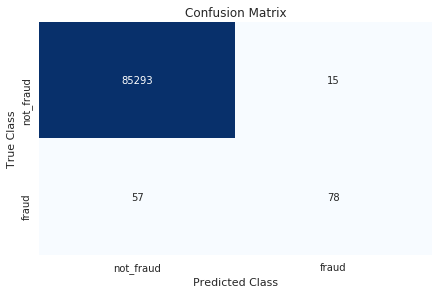 Confusion Matrix
True Class
not_fraud
85293
15
fraud
57
78
not_fraud
fraud
Predicted Class